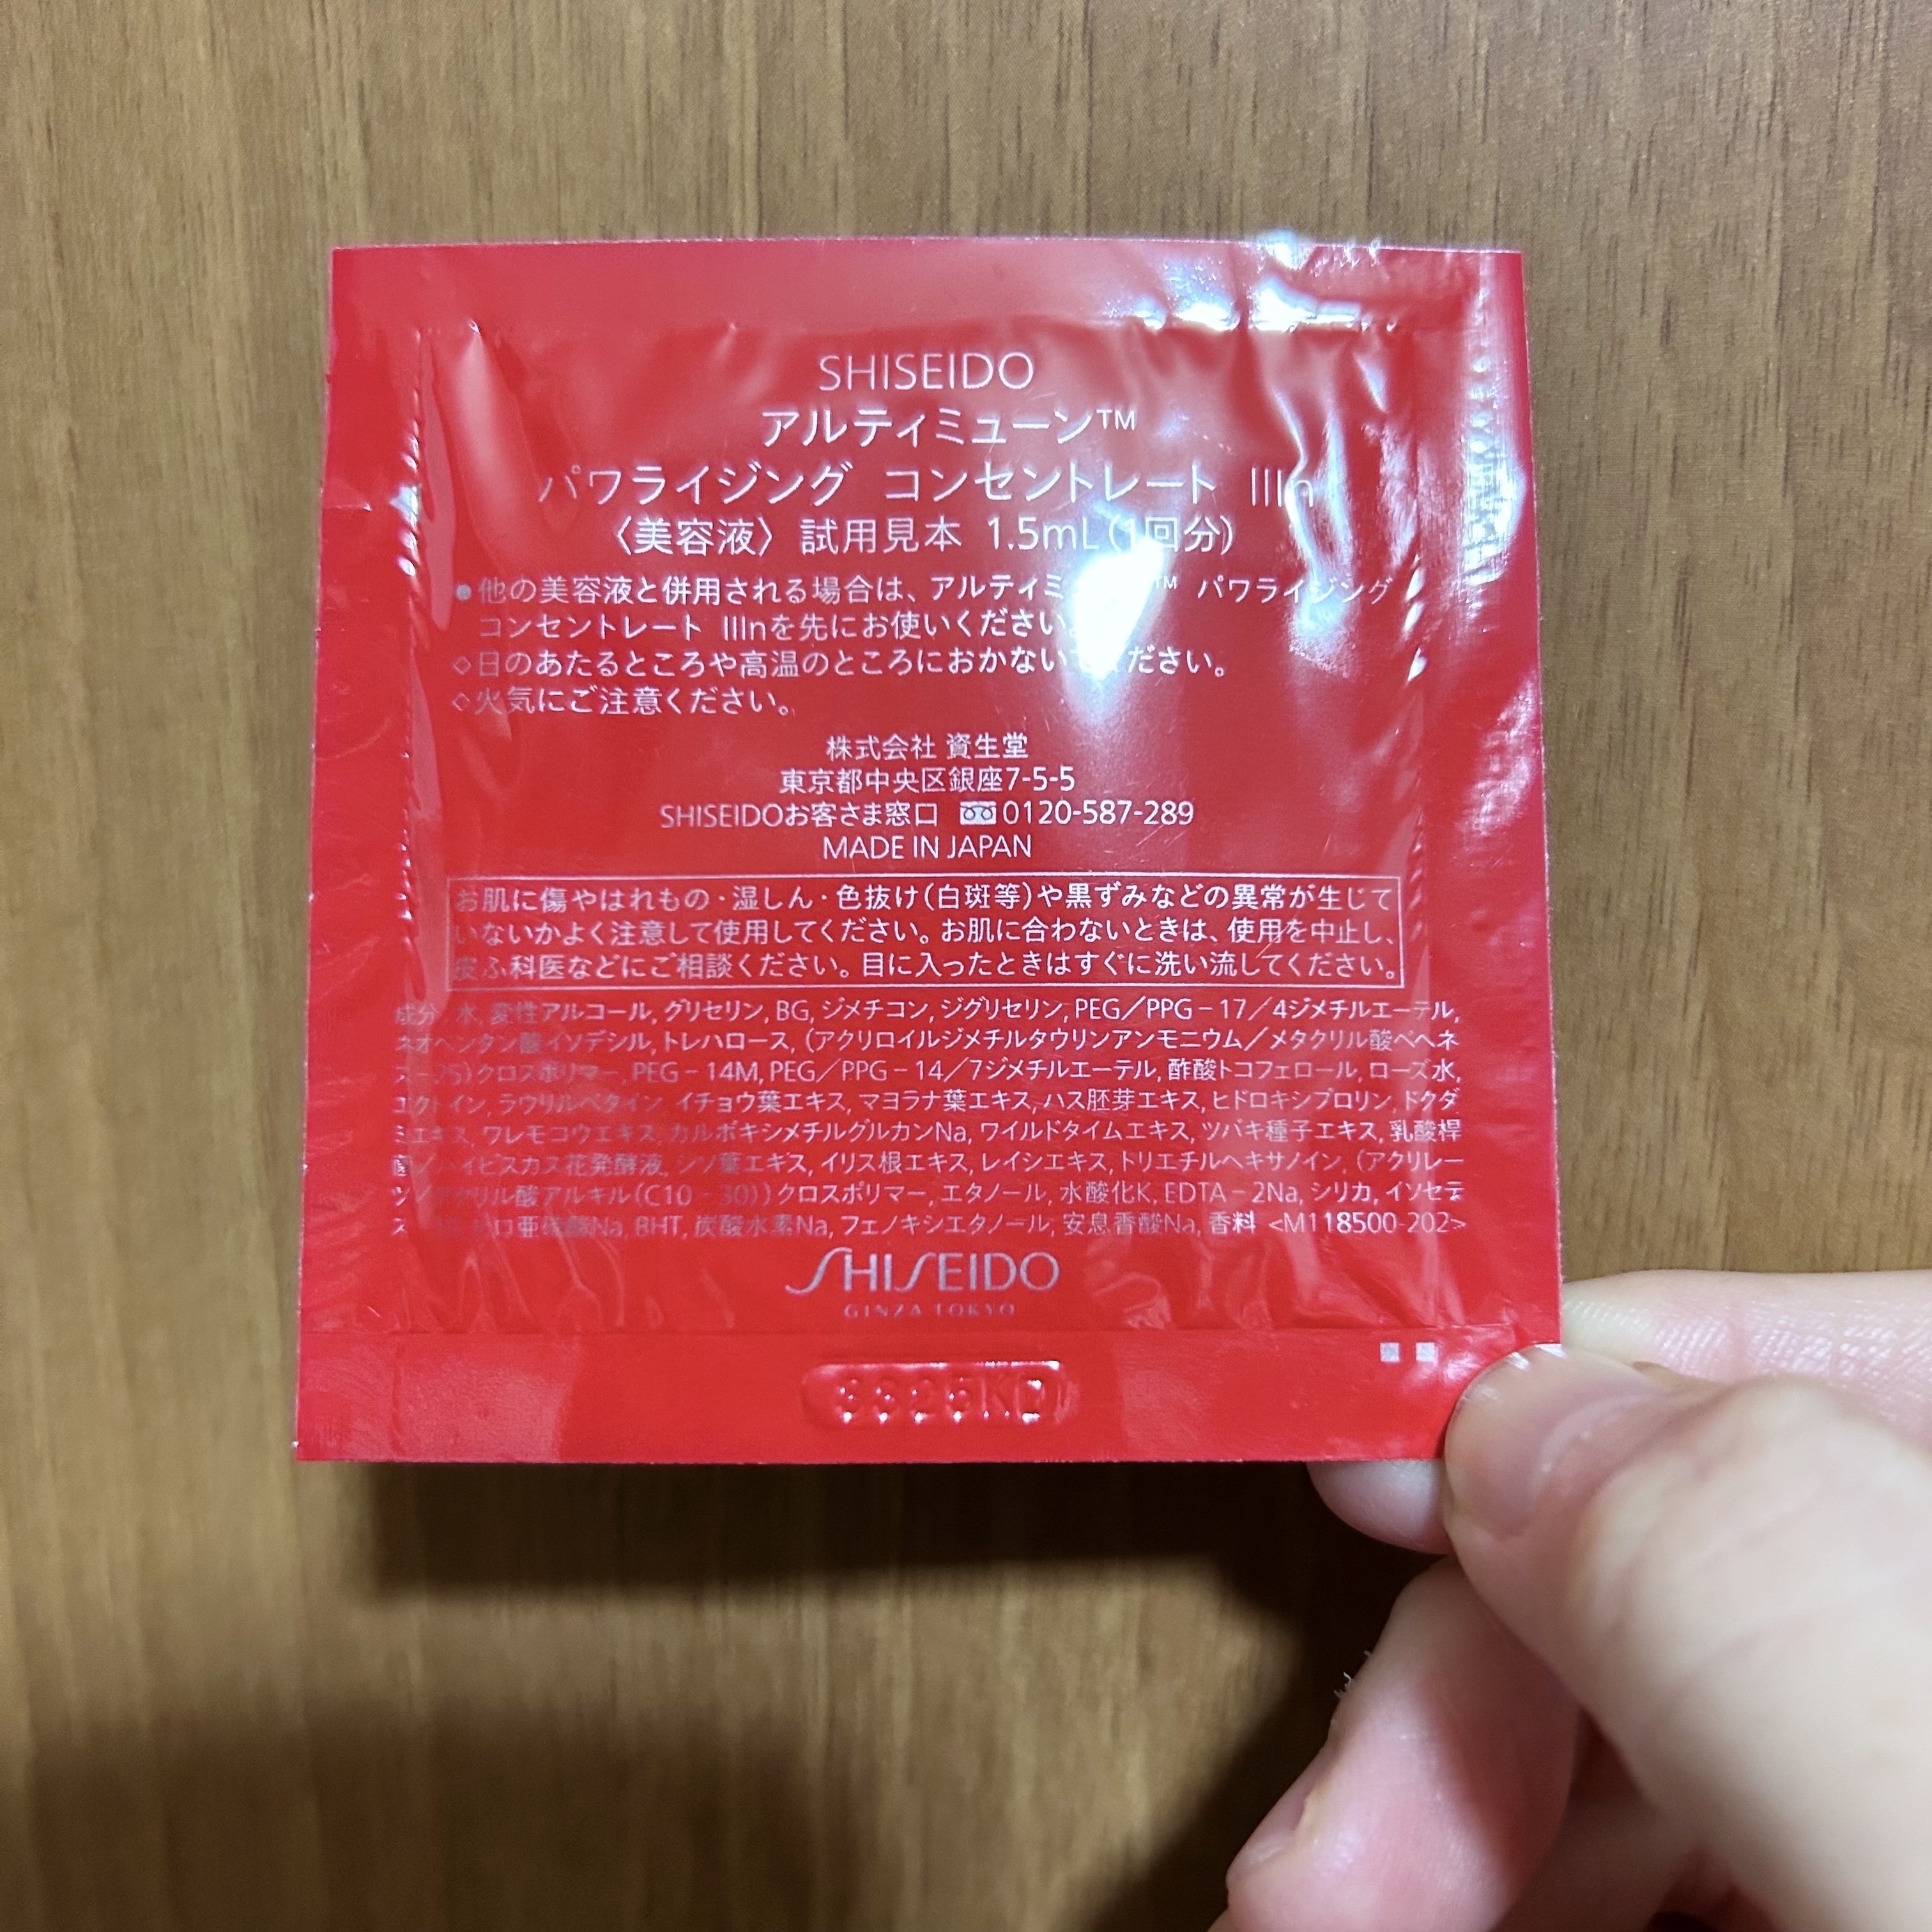 SHISEIDO
アルティミューン™
パワライジング コンセントレート IIIn
〈美容液〉 試用見本 1.5mL(1回分)
●他の美容液と併用される場合は、アルティミ ™ パワライジング
コンセントレート IIInを先にお使いください。
◇日のあたるところや高温のところにおかない ください。
◇火気にご注意ください。
株式会社 資生堂
東京都中央区銀座7-5-5
SHISEIDOお客さま窓口 0120-587-289
MADE IN JAPAN
お肌に傷やはれもの・湿しん・色抜け(白斑等)や黒ずみなどの異常が生じて
いないかよく注意して使用してください。お肌に合わないときは、使用を中止し、
皮ふ科医などにご相談ください。目に入ったときはすぐに洗い流してください。
成分 水, 変性アルコール, グリセリン, BG, ジメチコン, ジグリセリン, PEG/PPG-17/4ジメチルエーテル,
ネオペンタン酸イソデシル, トレハロース, (アクリロイルジメチルタウリンアンモニウム/メタクリル酸ベヘネ
ス-25)クロスポリマー, PEG-14M, PEG/PPG-14/7ジメチルエーテル, 酢酸トコフェロール, ローズ水,
エクトイン, ラウリルベタイン, イチョウ葉エキス, マヨラナ葉エキス, ハス胚芽エキス, ヒドロキシプロリン, ドクダ
ミエキス, ワレモコウエキス, カルボキシメチルグルカンNa, ワイルドタイムエキス, ツバキ種子エキス, 乳酸桿
菌/ハイビスカス花発酵液, シソ葉エキス, イリス根エキス, レイシエキス, トリエチルヘキサノイン, (アクリレー
ツ/アクリル酸アルキル(C10-30))クロスポリマー, エタノール, 水酸化K, EDTA-2Na, シリカ, イソセテ
ピロ亜硫酸Na, BHT, 炭酸水素Na, フェノキシエタノール, 安息香酸Na, 香料 <M118500-202>
SHISEIDO
GINZA TOKYO
3325KD